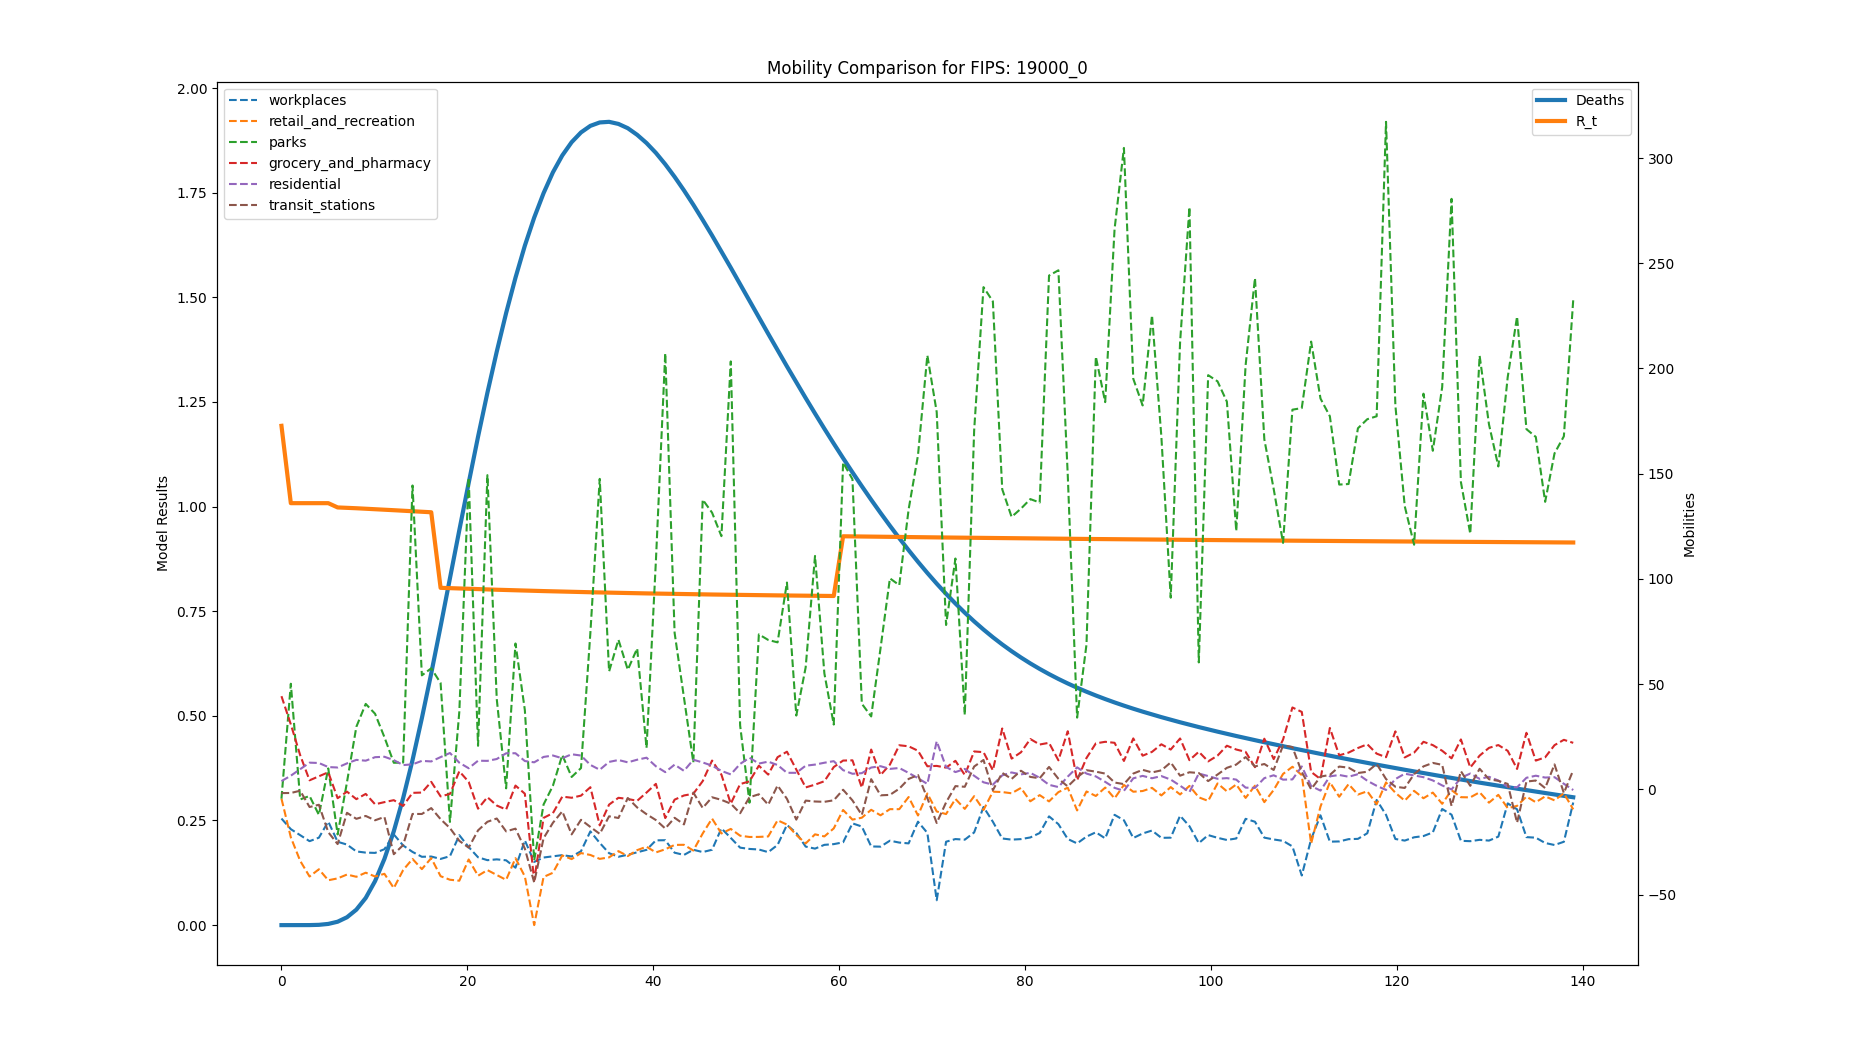 Mobility Comparison for FIPS: 19000_0
workplaces
retail_and_recreation
parks
grocery_and_pharmacy
residential
transit_stations
Deaths
R_t
Model Results
2.00
1.75
1.50
1.25
1.00
0.75
0.50
0.25
0.00
Mobilities
300
250
200
150
100
50
0
−50
0
20
40
60
80
100
120
140